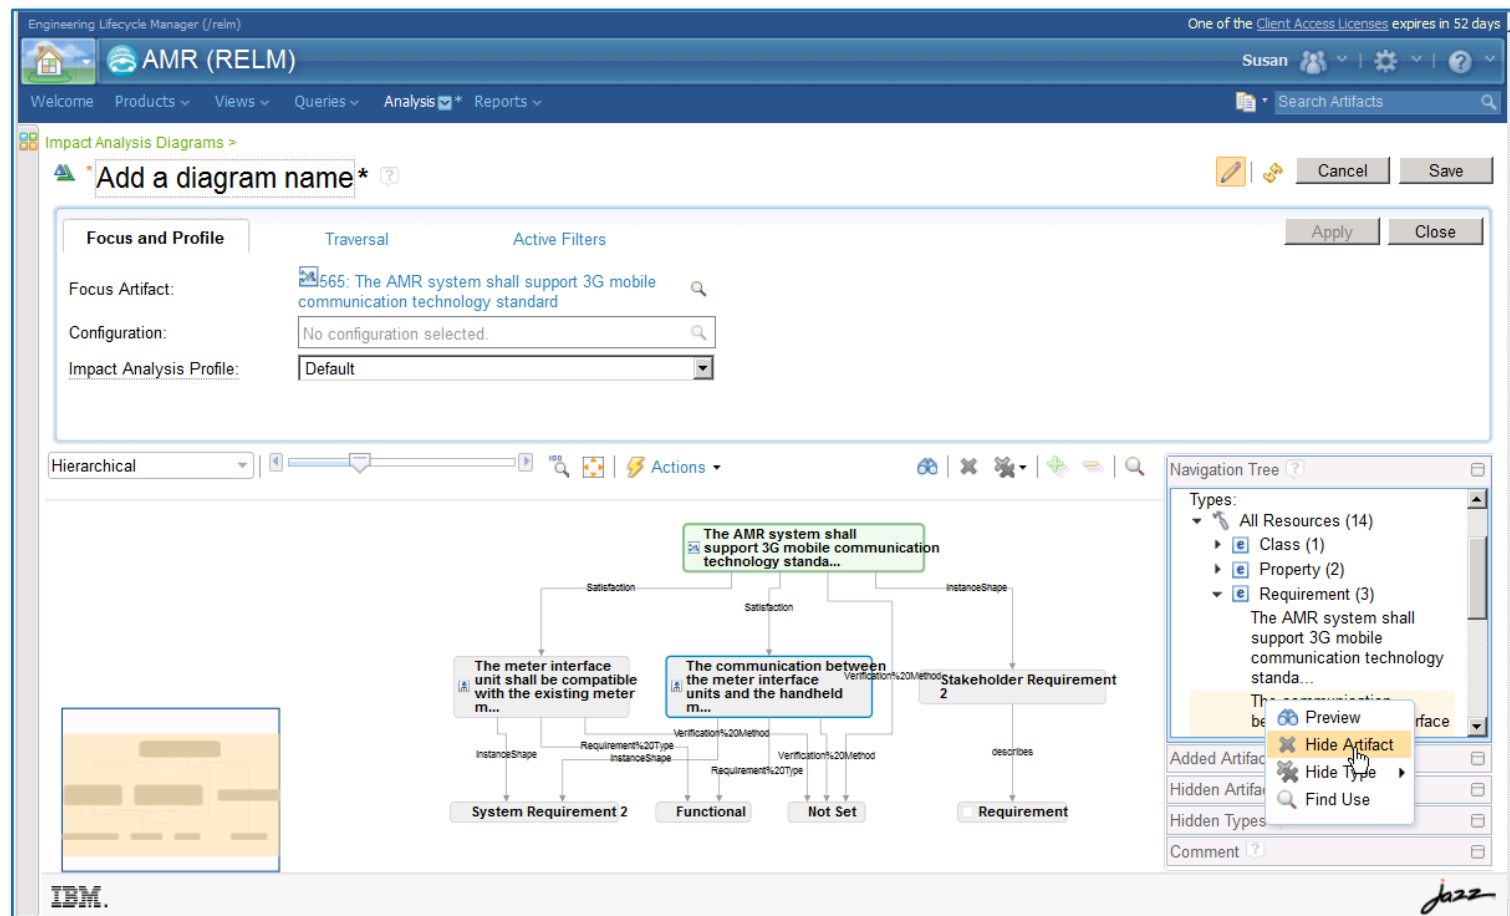 Engineering Lifecycle Manager (/relm)
One of the Client Access Licenses expires in 52 days
AMR (RELM)
Susan
Welcome Products Views Queries Analysis * Reports
Search Artifacts
Impact Analysis Diagrams >
* Add a diagram name* ?
Cancel Save
Focus and Profile Traversal Active Filters
Apply Close
Focus Artifact:
565: The AMR system shall support 3G mobile
communication technology standard
Configuration:
No configuration selected.
Impact Analysis Profile:
Default
Hierarchical
Actions
The AMR system shall
support 3G mobile communication
technology standa...
Satisfaction
Satisfaction
InstanceShape
The meter interface
unit shall be compatible
with the existing meter
m...
The communication between
the meter interface
units and the handheld
m...
Verification%20Method
Stakeholder Requirement
2
InstanceShape
Requirement%20Type
Verification%20Method
InstanceShape
Requirement%20Type
Verification%20Method
describes
System Requirement 2
Functional
Not Set
Requirement
Navigation Tree ?
Types:
All Resources (14)
e Class (1)
e Property (2)
e Requirement (3)
The AMR system shall
support 3G mobile
communication technology
standa...
The communication
be rface
Preview
Hide Artifact
Hide Type
Find Use
Added Artifac
Hidden Artifa
Hidden Types
Comment ?
IBM.
jazz